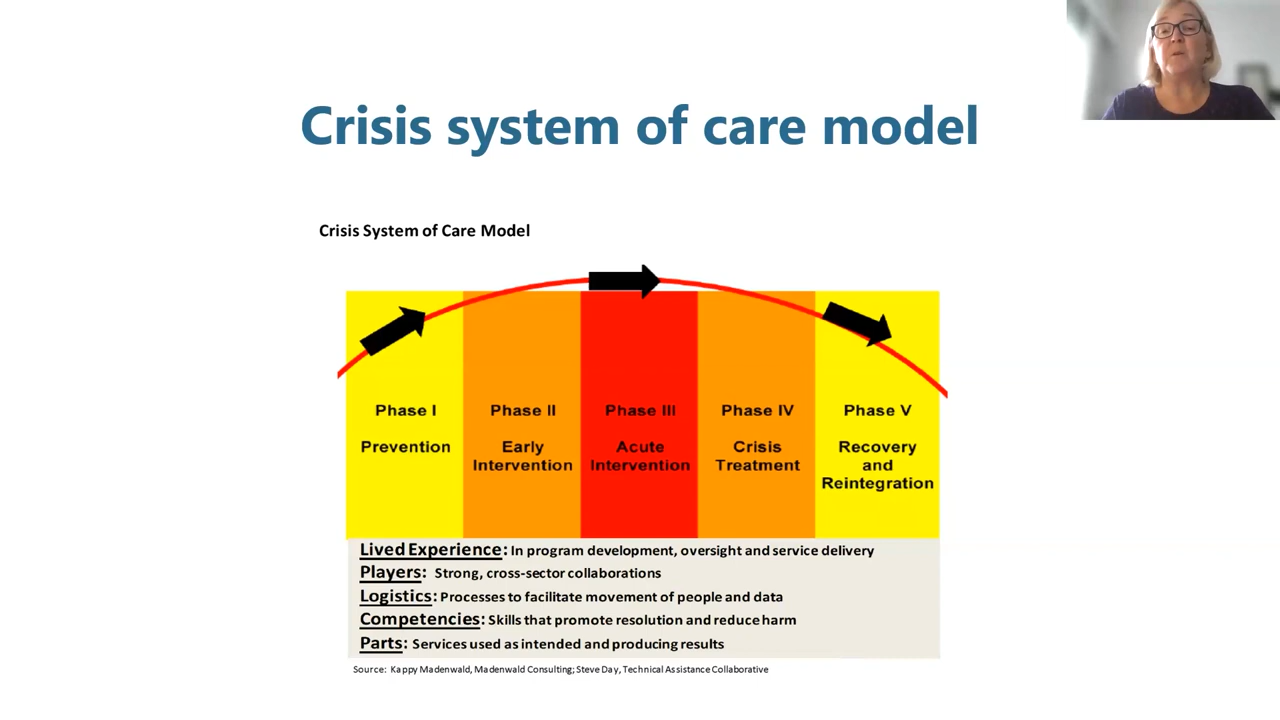 Crisis system of care model
Crisis System of Care Model
Phase I
Prevention
Phase II
Early
Intervention
Phase III
Acute
Intervention
Phase IV
Crisis
Treatment
Phase V
Recovery
and
Reintegration
Lived Experience: In program development, oversight and service delivery
Players: Strong, cross-sector collaborations
Logistics: Processes to facilitate movement of people and data
Competencies: Skills that promote resolution and reduce harm
Parts: Services used as intended and producing results
Source: Kappy Madenwald, Madenwald Consulting; Steve Day, Technical Assistance Collaborative